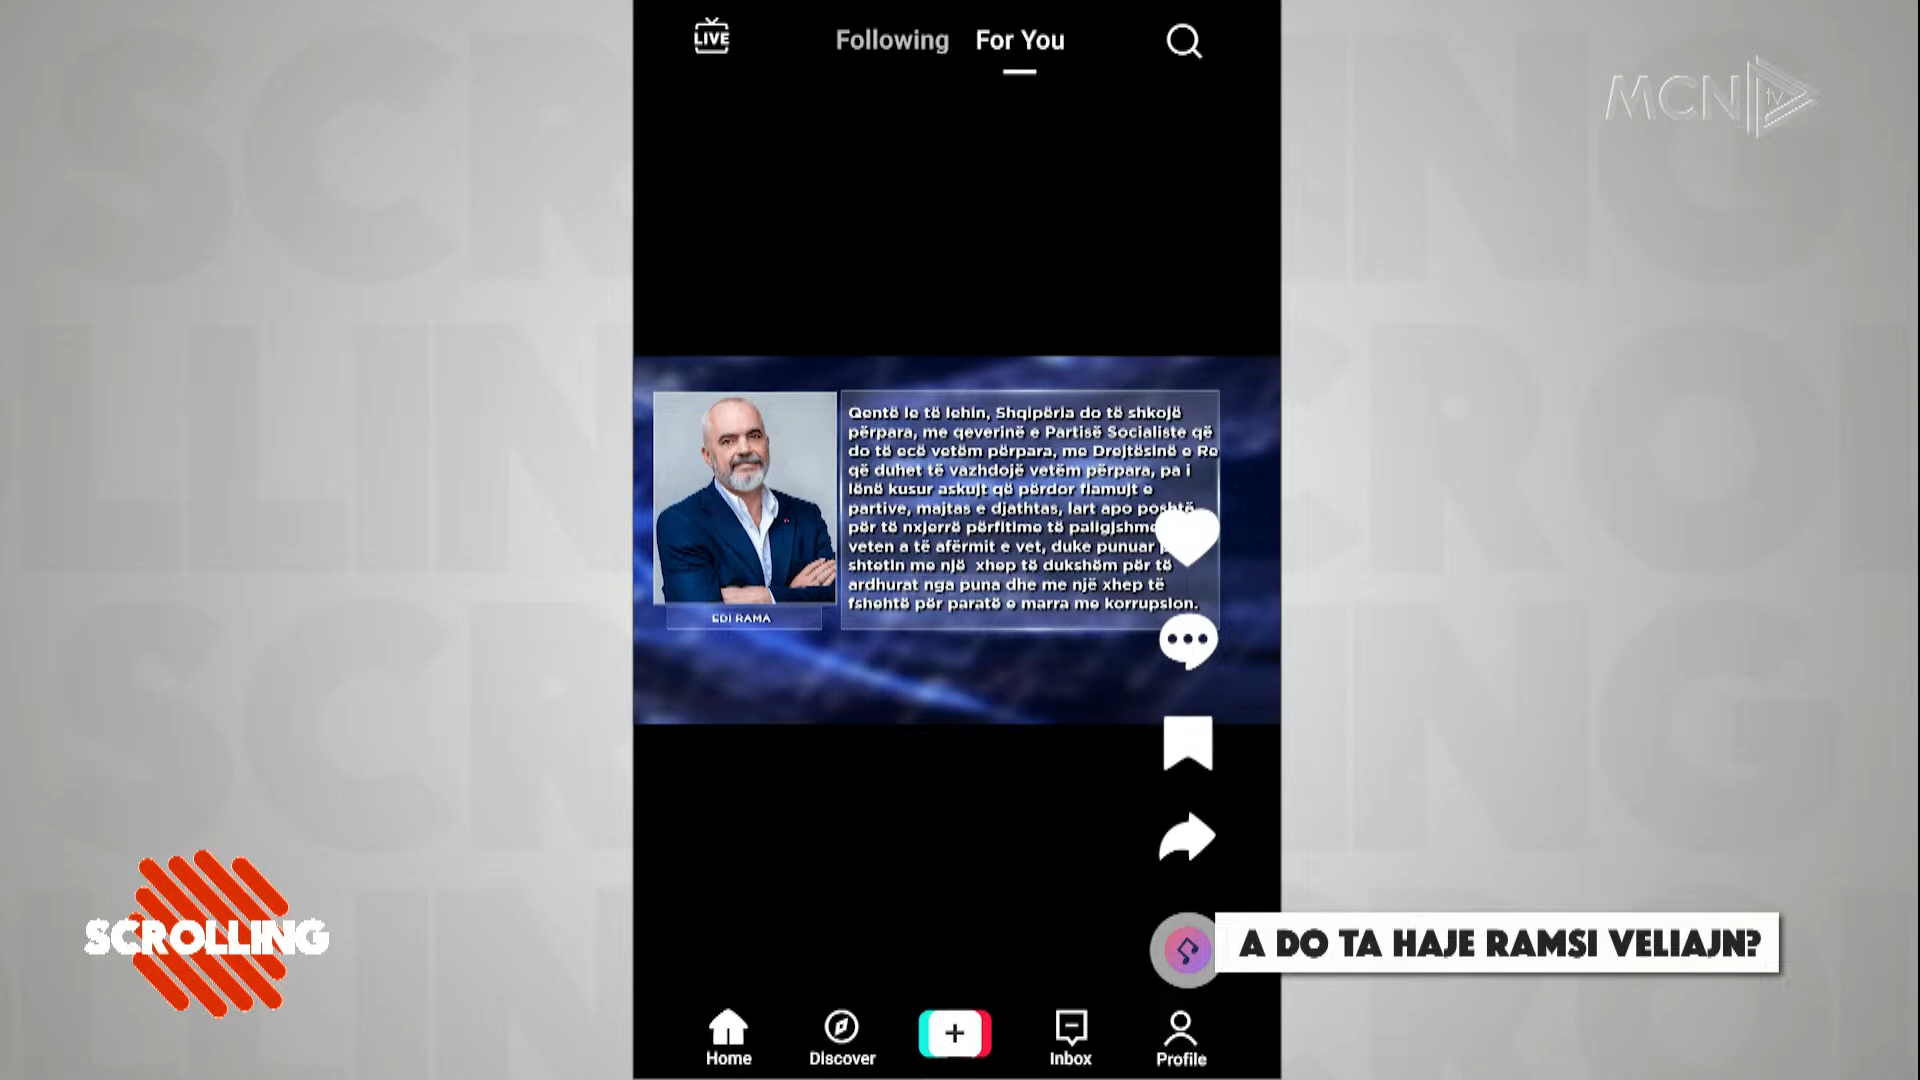 LIVE
Following
For You
MCN tv
Qentë le të lehin, Shqipëria do të shkojë
përpara, me qeverinë e Partisë Socialiste që
do të ecë vetëm përpara, me Drejtësinë e Re
që duhet të vazhdojë vetëm përpara, pa i
lënë kusur askujt që përdor flamujt e
partive, majtas e djathtas, lart apo poshtë
për të nxjerrë përfitime të paligjshme
veten a të afërmit e vet, duke punuar
shtetin me një xhep të dukshëm për të
ardhurat nga puna dhe me një xhep të
fshehtë për paratë e marra me korrupsion.
EDI RAMA
SCROLLING
A DO TA HAJE RAMSI VELIAJN?
Home
Discover
Inbox
Profile